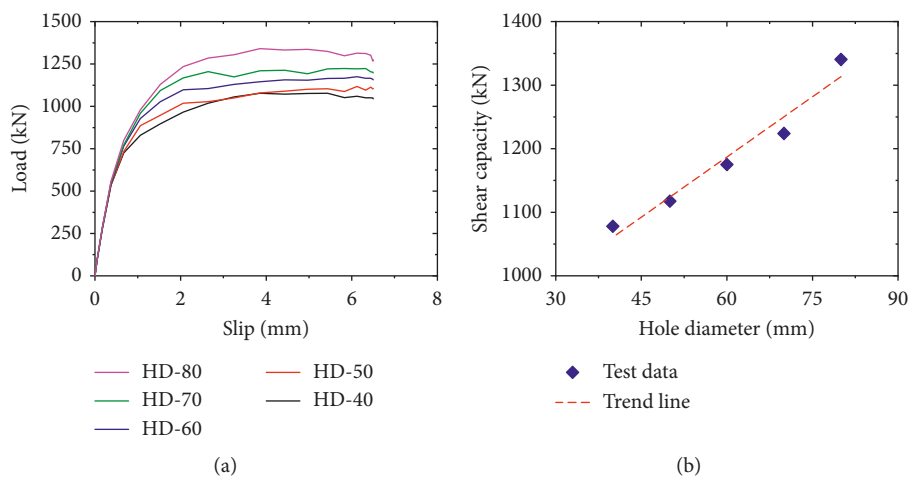 1500
1250
1000
750
500
250
0
Load (kN)
0 2 4 6 8
Slip (mm)
HD-80
HD-70
HD-60
HD-50
HD-40
(a)
1400
1300
1200
1100
1000
Shear capacity (kN)
30 45 60 75 90
Hole diameter (mm)
Test data
Trend line
(b)